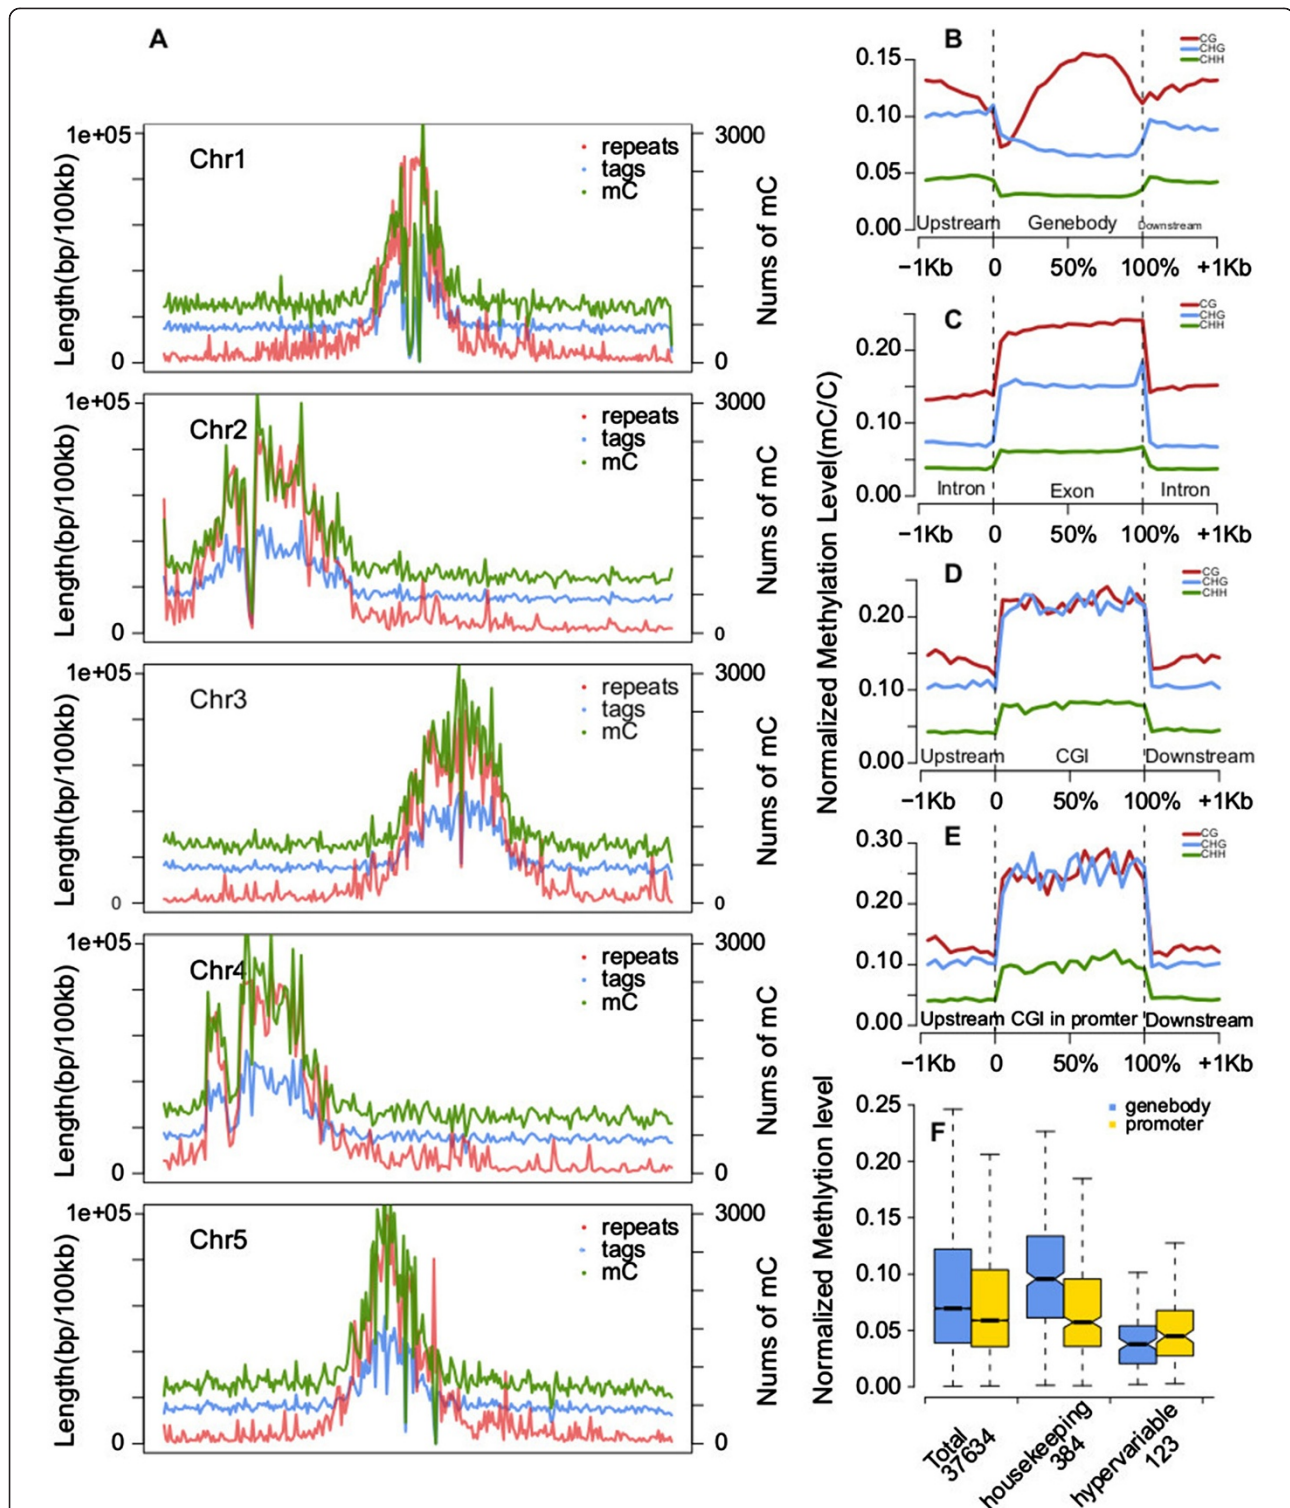 A
1e+05
Chr1
repeats
tags
mC
3000
Length(bp/100kb)
Nums of mC
0
0
1e+05
Chr2
repeats
tags
mC
3000
Length(bp/100kb)
Nums of mC
0
0
1e+05
Chr3
repeats
tags
mC
3000
Length(bp/100kb)
Nums of mC
0
0
1e+05
Chr4
repeats
tags
mC
3000
Length(bp/100kb)
Nums of mC
0
0
1e+05
Chr5
repeats
tags
mC
3000
Length(bp/100kb)
Nums of mC
0
0
Normalized Methylation Level(mC/C)
B
CG
CHG
CHH
0.15
0.10
0.05
0.00
Upstream Genebody Downstream
−1Kb 0 50% 100% +1Kb
C
CG
CHG
CHH
0.20
0.10
0.00
Intron Exon Intron
−1Kb 0 50% 100% +1Kb
D
CG
CHG
CHH
0.20
0.10
0.00
Upstream CGI Downstream
−1Kb 0 50% 100% +1Kb
E
CG
CHG
CHH
0.30
0.20
0.10
0.00
Upstream CGI in promter Downstream
−1Kb 0 50% 100% +1Kb
Normalized Methlytion level
F
genebody
promoter
0.25
0.20
0.15
0.10
0.05
0.00
Total
37634
housekeeping
384
hypervariable
123